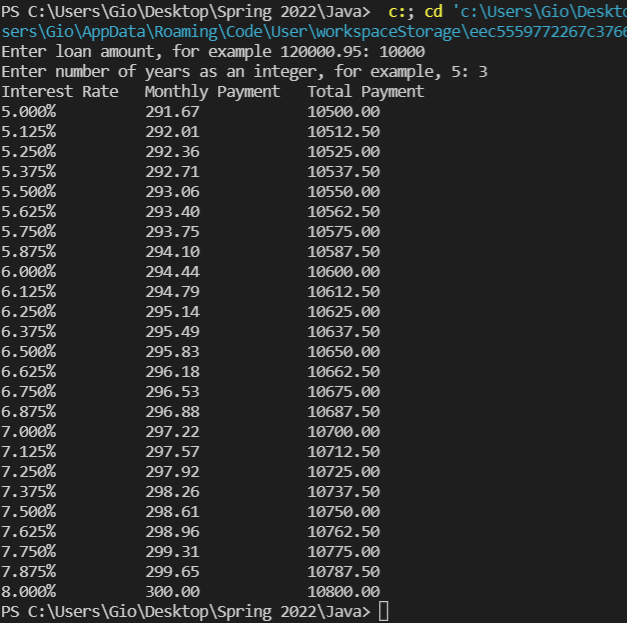 PS C:\Users\Gio\Desktop\Spring 2022\Java>  c:; cd 'c:\Users\Gio\Deskto
sers\Gio\AppData\Roaming\Code\User\workspaceStorage\eec5559772267c3766
Enter loan amount, for example 120000.95: 10000
Enter number of years as an integer, for example, 5: 3
Interest Rate   Monthly Payment   Total Payment
5.000%          291.67            10500.00
5.125%          292.01            10512.50
5.250%          292.36            10525.00
5.375%          292.71            10537.50
5.500%          293.06            10550.00
5.625%          293.40            10562.50
5.750%          293.75            10575.00
5.875%          294.10            10587.50
6.000%          294.44            10600.00
6.125%          294.79            10612.50
6.250%          295.14            10625.00
6.375%          295.49            10637.50
6.500%          295.83            10650.00
6.625%          296.18            10662.50
6.750%          296.53            10675.00
6.875%          296.88            10687.50
7.000%          297.22            10700.00
7.125%          297.57            10712.50
7.250%          297.92            10725.00
7.375%          298.26            10737.50
7.500%          298.61            10750.00
7.625%          298.96            10762.50
7.750%          299.31            10775.00
7.875%          299.65            10787.50
8.000%          300.00            10800.00
PS C:\Users\Gio\Desktop\Spring 2022\Java>